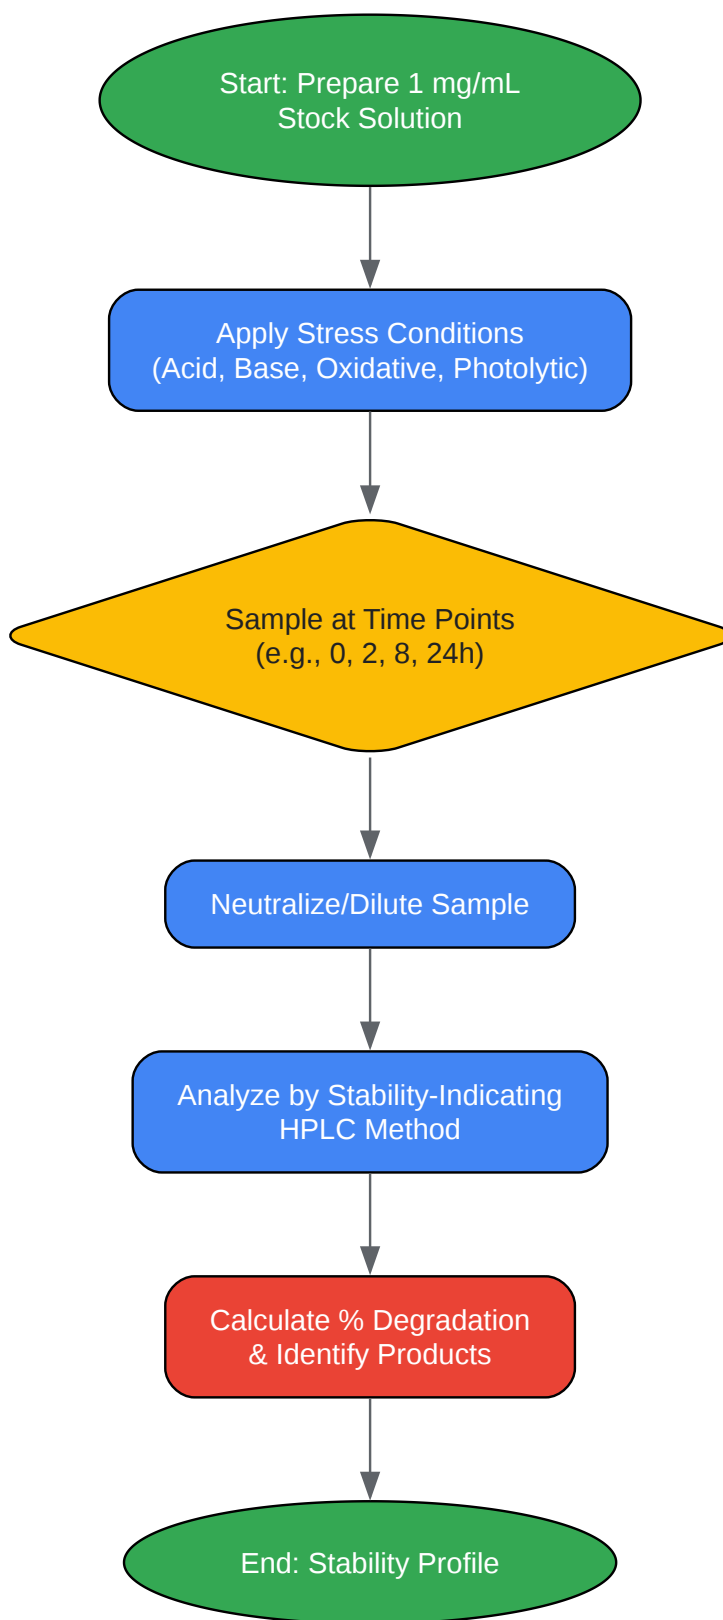 Start: Prepare 1 mg/mL
Stock Solution
Apply Stress Conditions
(Acid, Base, Oxidative, Photolytic)
Sample at Time Points
(e.g., 0, 2, 8, 24h)
Neutralize/Dilute Sample
Analyze by Stability-Indicating
HPLC Method
Calculate % Degradation
& Identify Products
End: Stability Profile